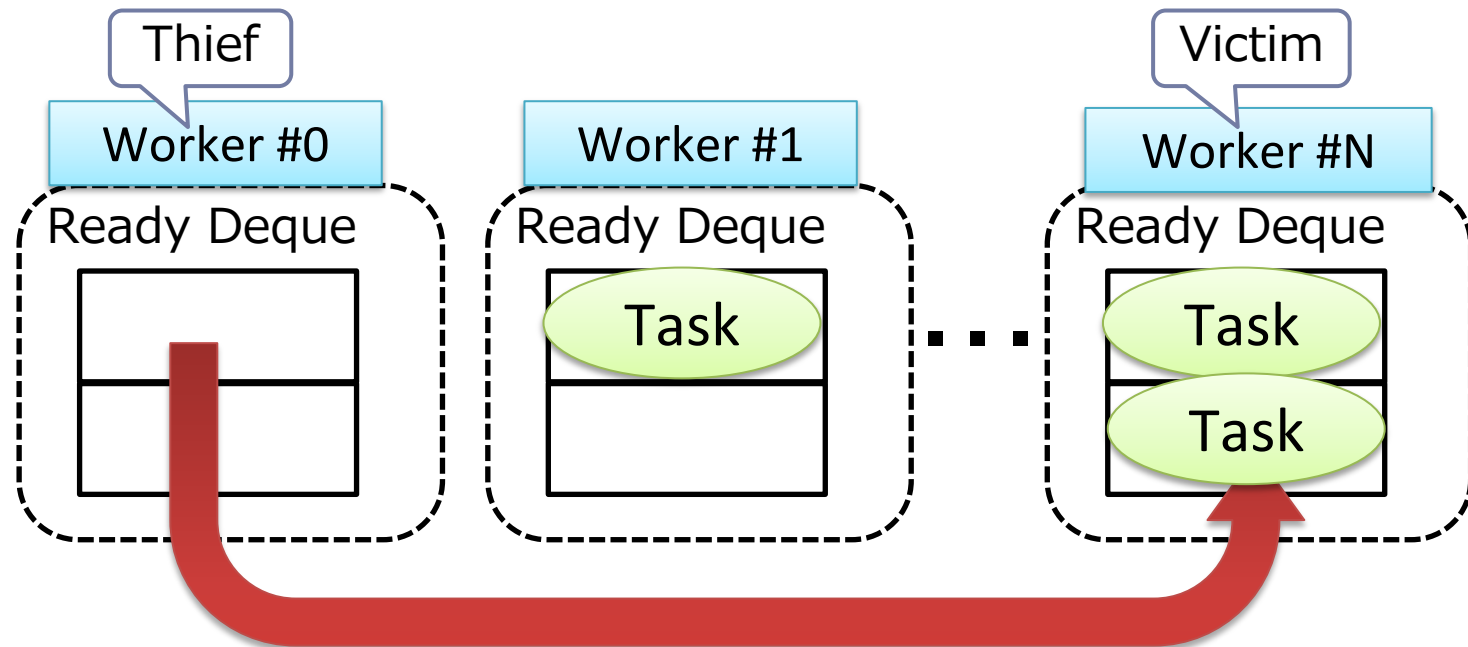 Thief
Victim
Worker #0
Worker #1
Worker #N
Ready Deque
Ready Deque
Ready Deque
Task
Task
Task